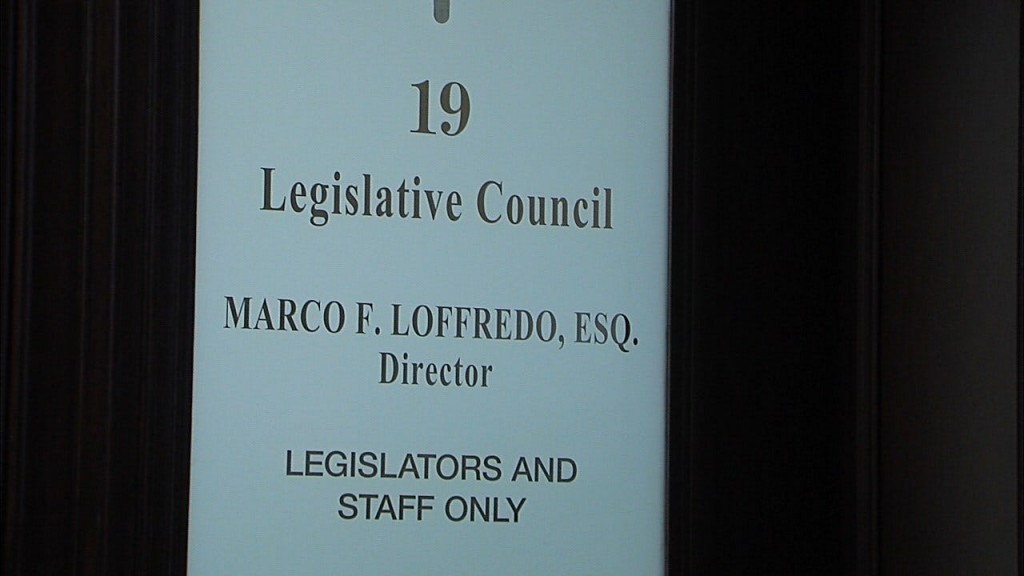 19
Legislative Council
MARCO F. LOFFREDO, ESQ.
Director
LEGISLATORS AND
STAFF ONLY